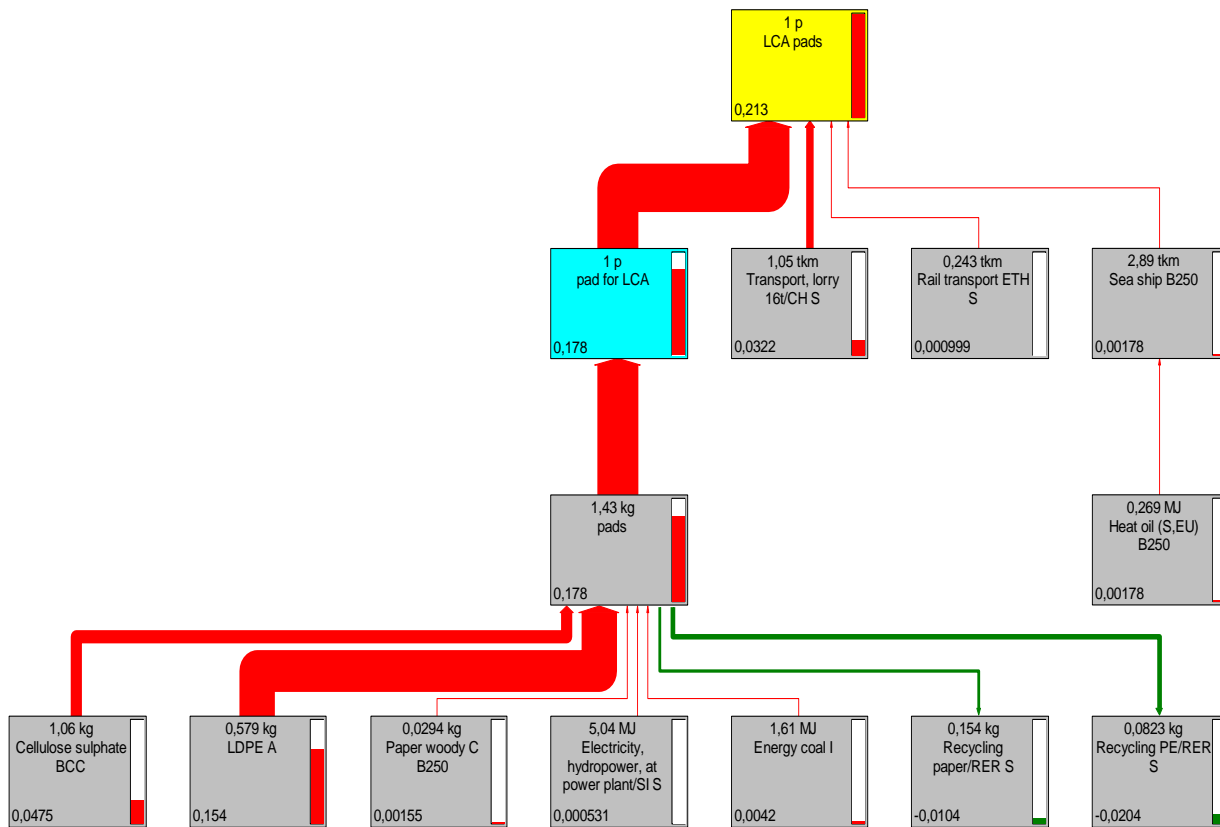 1 p
LCA pads
0,213
1 p
pad for LCA
0,178
1,05 tkm
Transport, lorry
16t/CH S
0,0322
0,243 tkm
Rail transport ETH
S
0,000999
2,89 tkm
Sea ship B250
0,00178
1,43 kg
pads
0,178
0,269 MJ
Heat oil (S,EU)
B250
0,00178
1,06 kg
Cellulose sulphate
BCC
0,0475
0,579 kg
LDPE A
0,154
0,0294 kg
Paper woody C
B250
0,00155
5,04 MJ
Electricity,
hydropower, at
power plant/SI S
0,000531
1,61 MJ
Energy coal I
0,0042
0,154 kg
Recycling
paper/RER S
-0,0104
0,0823 kg
Recycling PE/RER
S
-0,0204